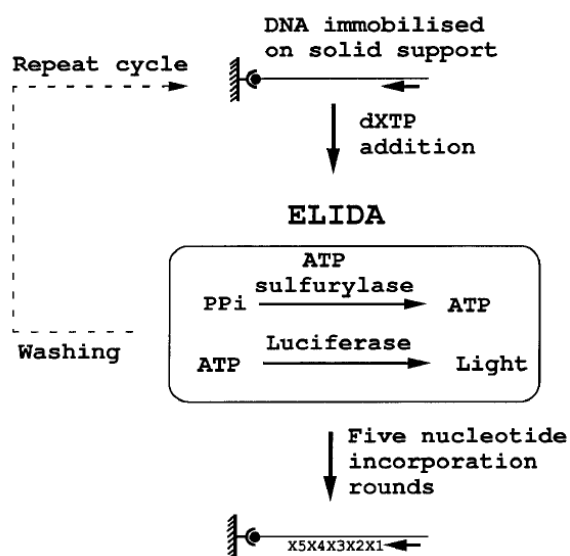 DNA immobilised
on solid support
Repeat cycle
dXTP
addition
ELIDA
ATP
sulfurylase
PPi
ATP
Luciferase
ATP
Light
Washing
Five nucleotide
incorporation
rounds
X5X4X3X2X1